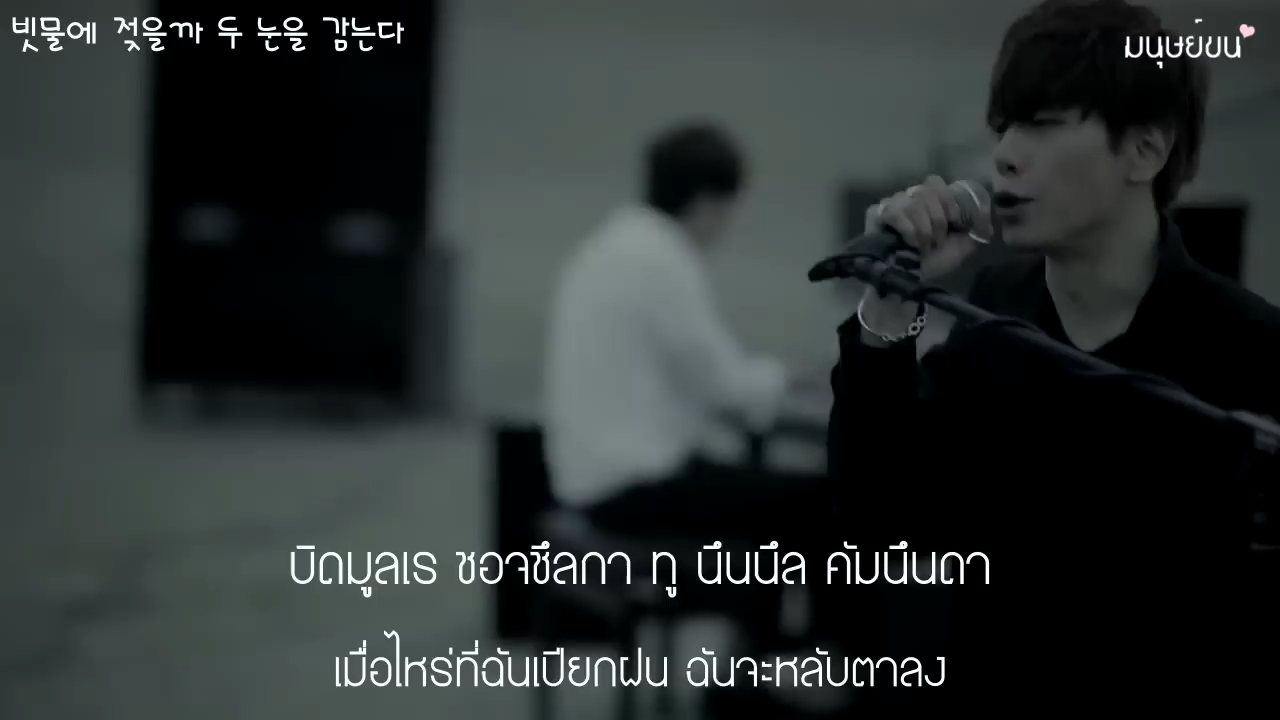 빗물에 젖을까 두 눈을 감는다
มนุษย์ขน
บิดมูลเร ชอจชึลกา ทู นึนนึล คัมนึนดา
เมื่อไหร่ที่ฉันเปียกฝน ฉันจะหลับตาลง